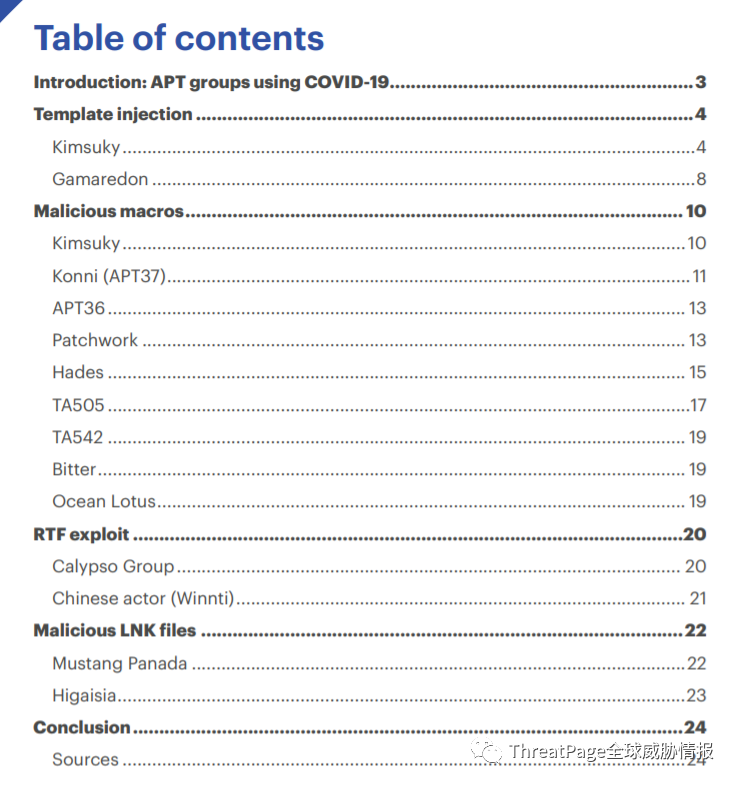 Table of contents
Introduction: APT groups using COVID-19................................................................3
Template injection................................................................4
Kimsuky................................................................4
Gamaredon................................................................8
Malicious macros................................................................10
Kimsuky................................................................10
Konni (APT37)................................................................11
APT36................................................................13
Patchwork................................................................13
Hades................................................................15
TA505................................................................17
TA542................................................................19
Bitter................................................................19
Ocean Lotus................................................................19
RTF exploit................................................................20
Calypso Group................................................................20
Chinese actor (Winnti)................................................................21
Malicious LNK files................................................................22
Mustang Panada................................................................22
Higaisia................................................................23
Conclusion................................................................24
Sources................................................................24
ThreatPage全球威胁情报